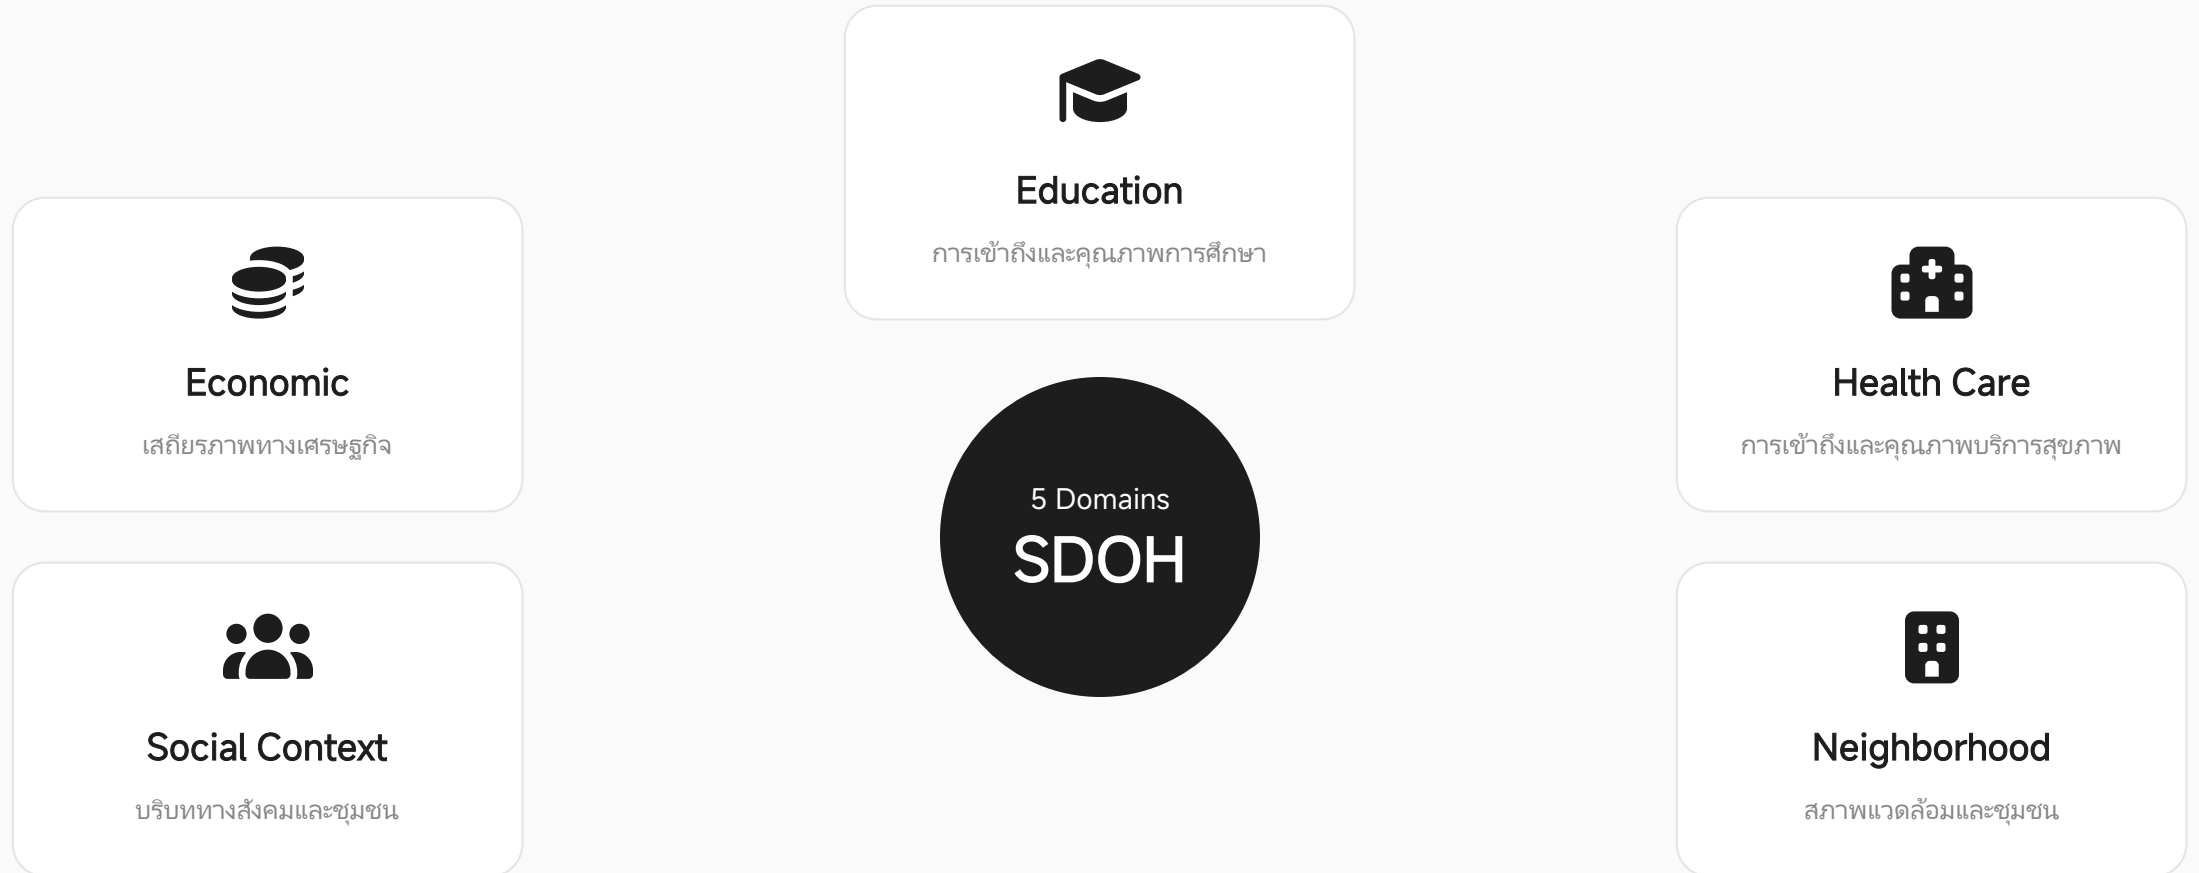 Education
การเข้าถึงและคุณภาพการศึกษา
Economic
เสถียรภาพทางเศรษฐกิจ
Health Care
การเข้าถึงและคุณภาพบริการสุขภาพ
5 Domains
SDOH
Social Context
บริบททางสังคมและชุมชน
Neighborhood
สภาพแวดล้อมและชุมชน